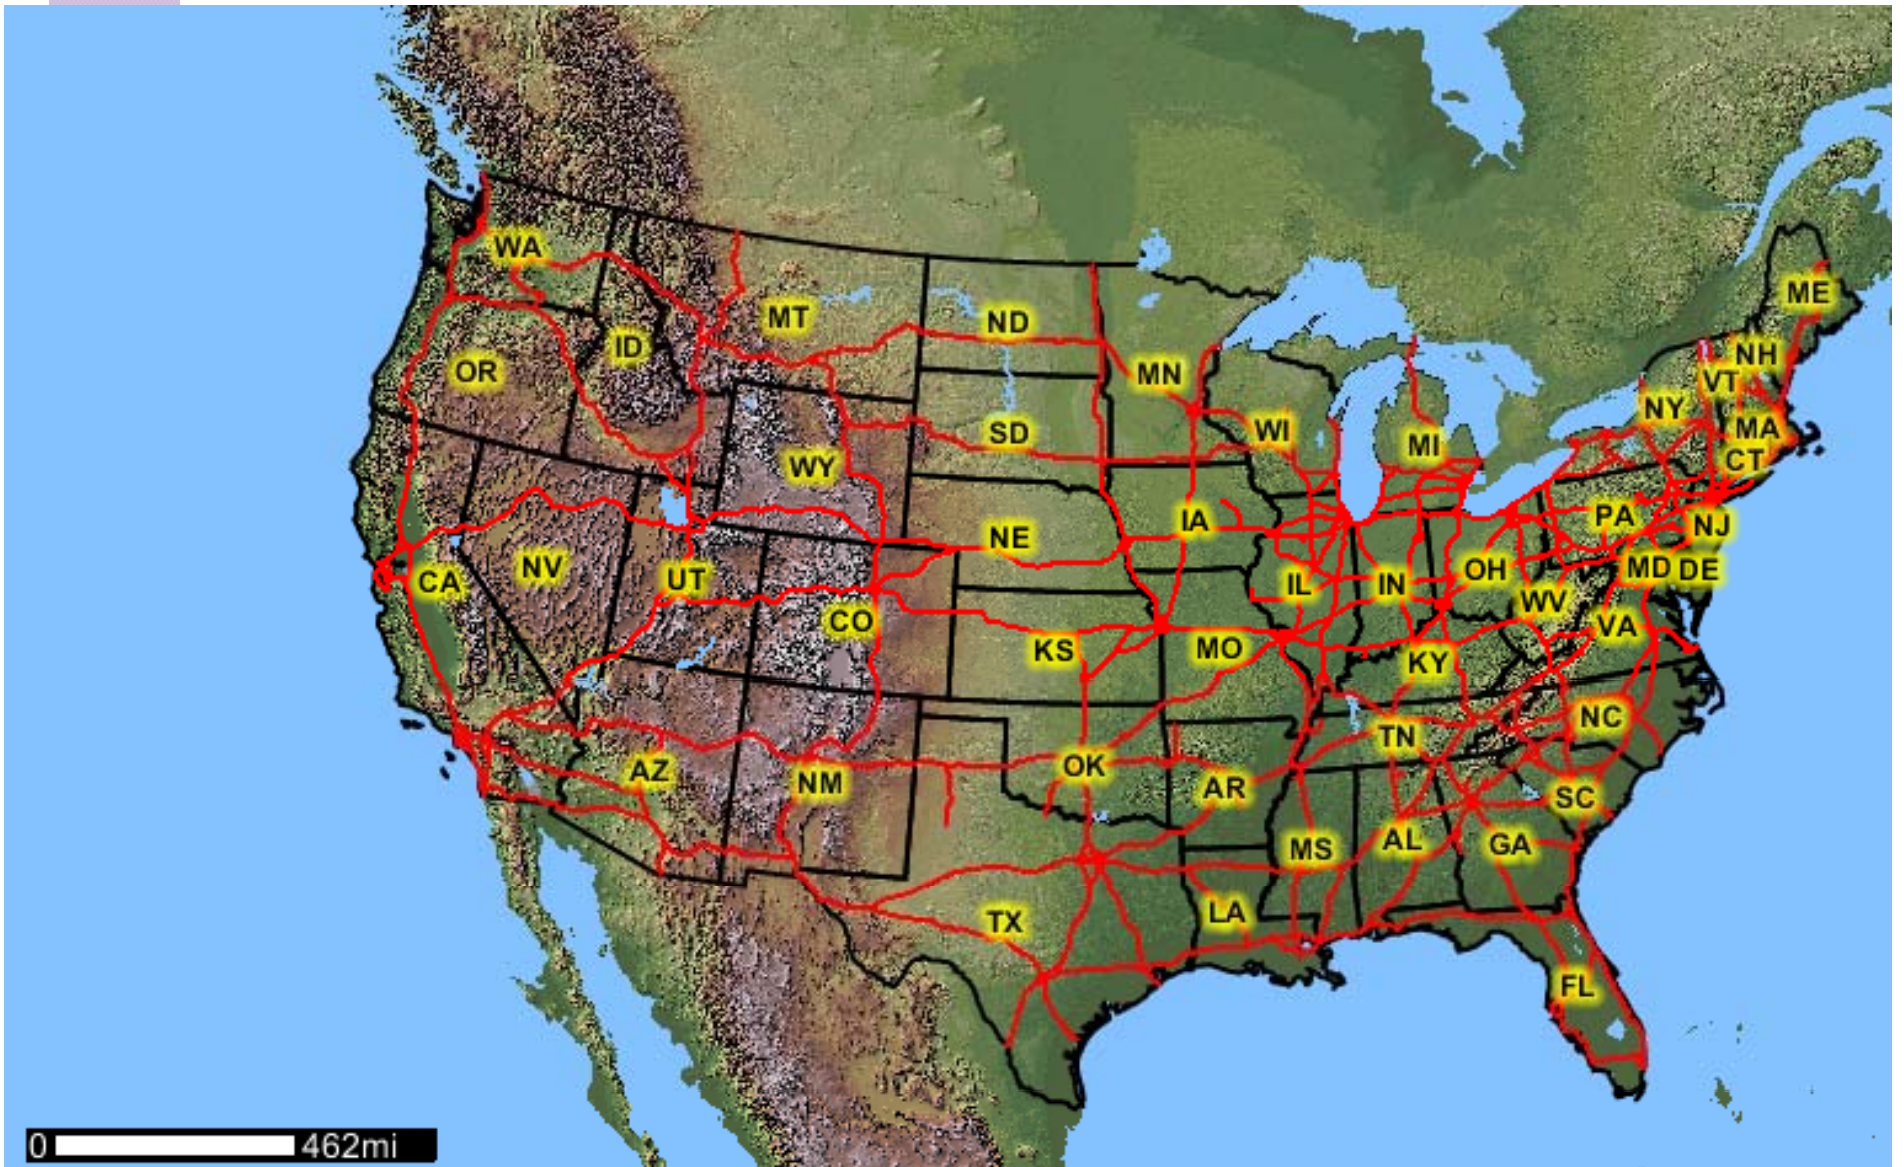 WA
MT
ND
ME
ID
OR
MN
NH
VT
NY
SD
WI
MI
MA
WY
CT
IA
PA
NJ
NE
NV
UT
CA
IL
IN
OH
MD
DE
WV
CO
VA
KS
MO
KY
NC
TN
OK
AZ
NM
AR
SC
MS
AL
GA
LA
TX
FL
0
462mi